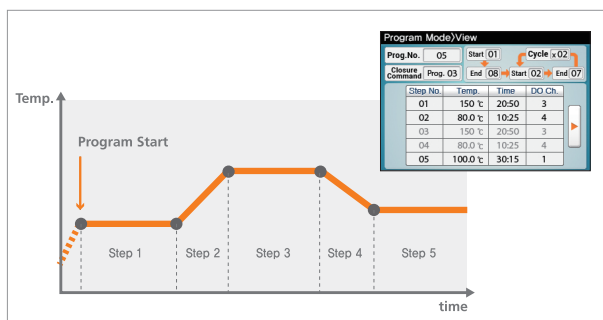 Program Mode>View
Prog.No. 05
Start 01
Cycle x02
Closure Command Prog. 03
End 08 Start 02 End 07
Step No. Temp. Time DO Ch.
01 150 ℃ 20:50 3
02 80.0 ℃ 10:25 4
03 150 ℃ 20:50 3
04 80.0 ℃ 10:25 4
05 100.0 ℃ 30:15 1
Temp.
Program Start
Step 1 Step 2 Step 3 Step 4 Step 5
time